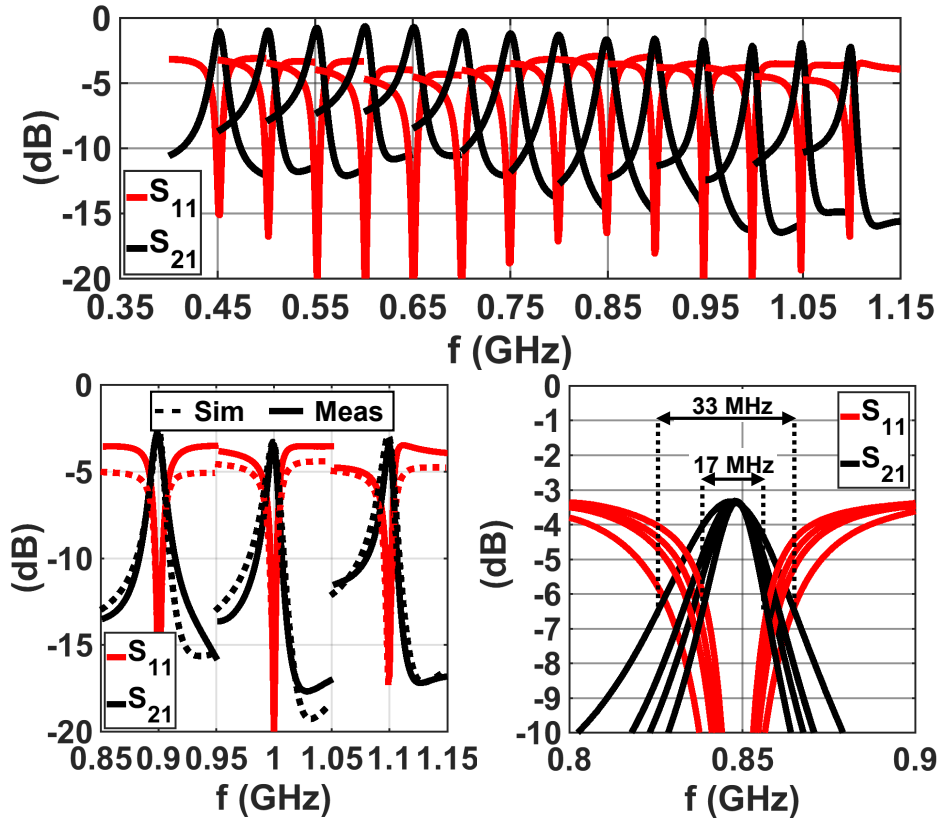 0
-5
-10
-15
-20
(dB)
S11
S21
0.35 0.45 0.55 0.65 0.75 0.85 0.95 1.05 1.15
f (GHz)
0
-5
-10
-15
-20
(dB)
Sim Meas
S11
S21
0.85 0.9 0.95 1 1.05 1.1 1.15
f (GHz)
0
-1
-2
-3
-4
-5
-6
-7
-8
-9
-10
(dB)
33 MHz
17 MHz
S11
S21
0.8 0.85 0.9
f (GHz)